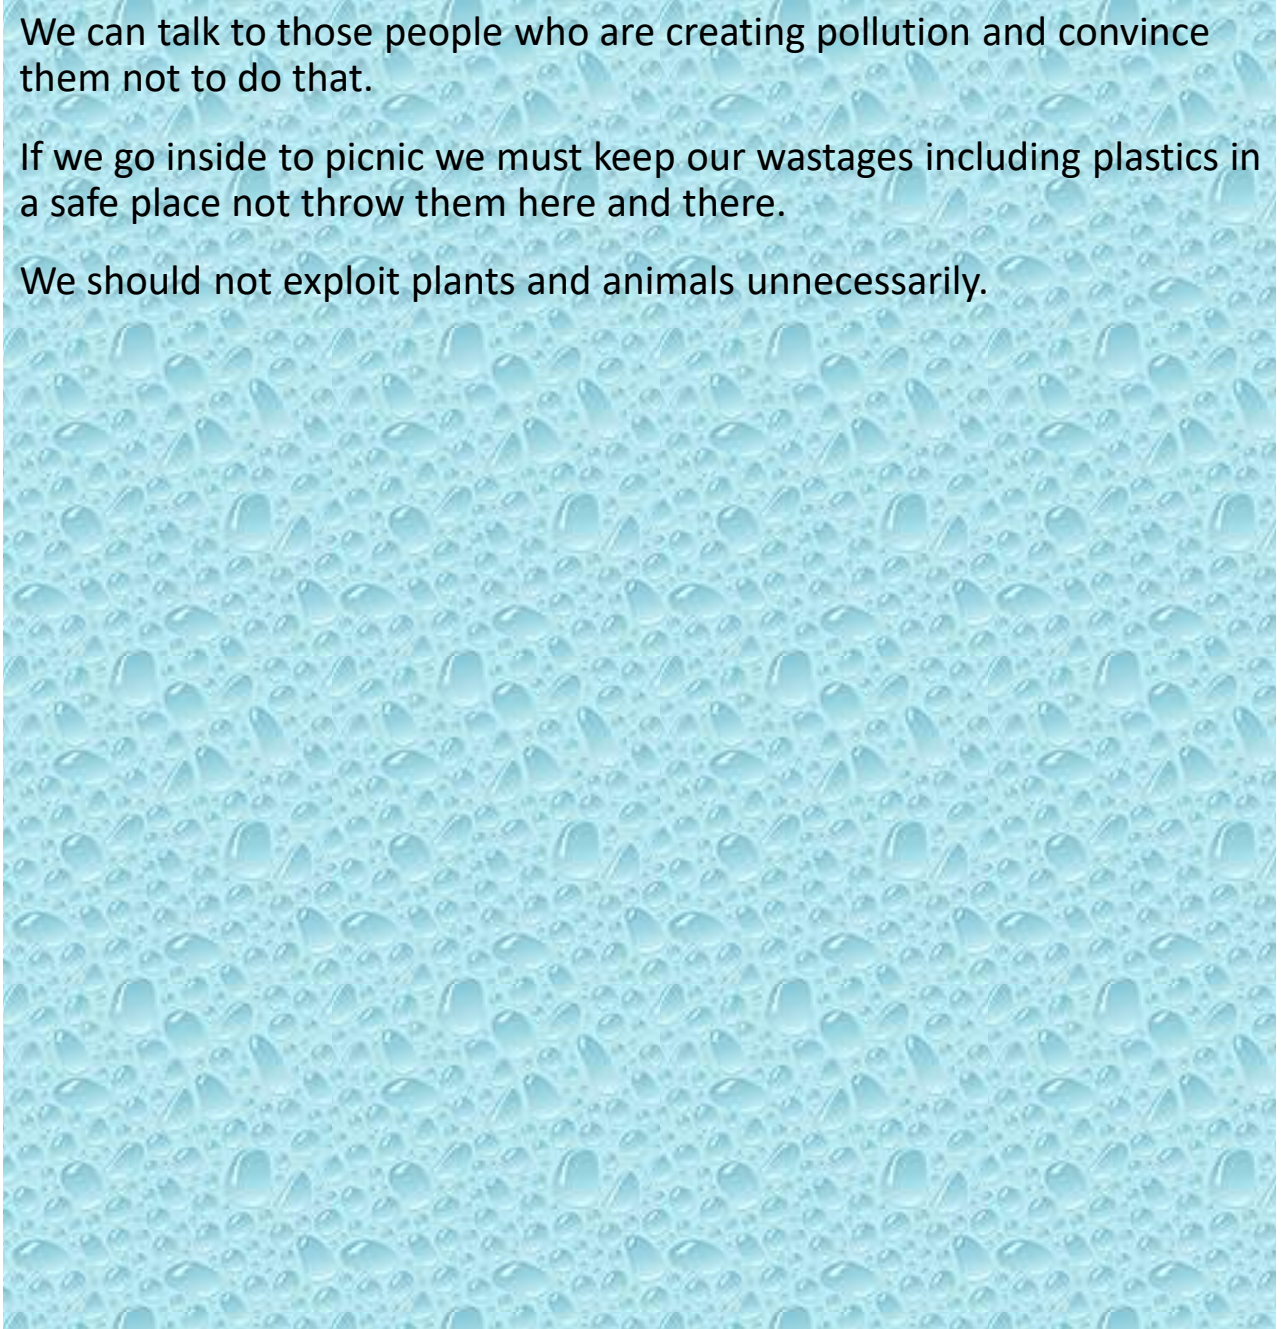 We can talk to those people who are creating pollution and convince
them not to do that.
If we go inside to picnic we must keep our wastages including plastics in
a safe place not throw them here and there.
We should not exploit plants and animals unnecessarily.